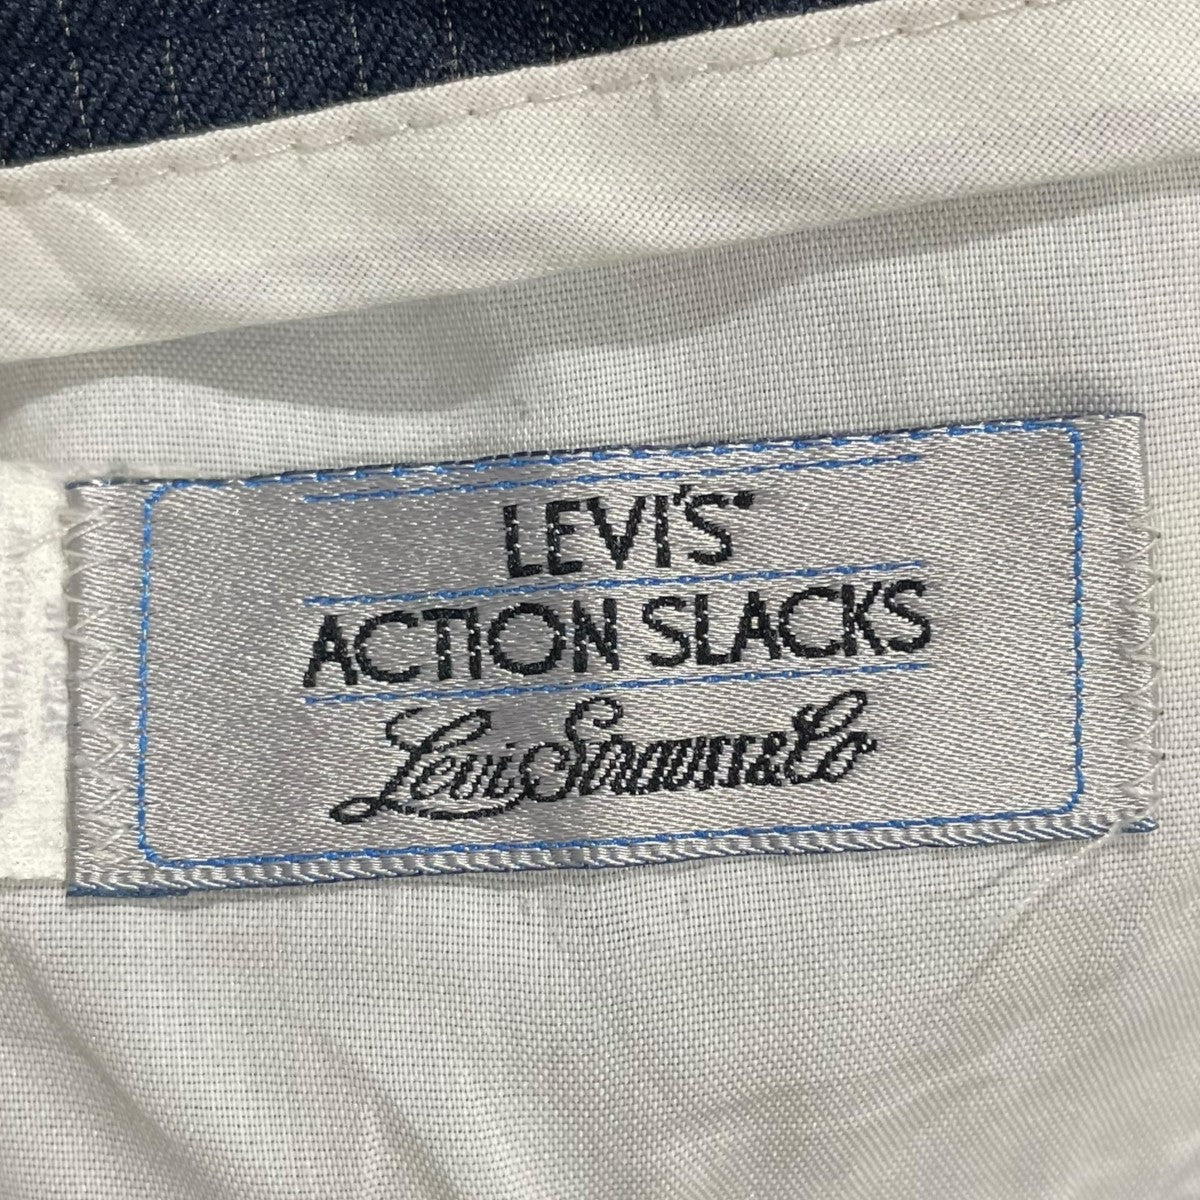 LEVI'S
ACTION SLACKS
Levi Strauss & Co